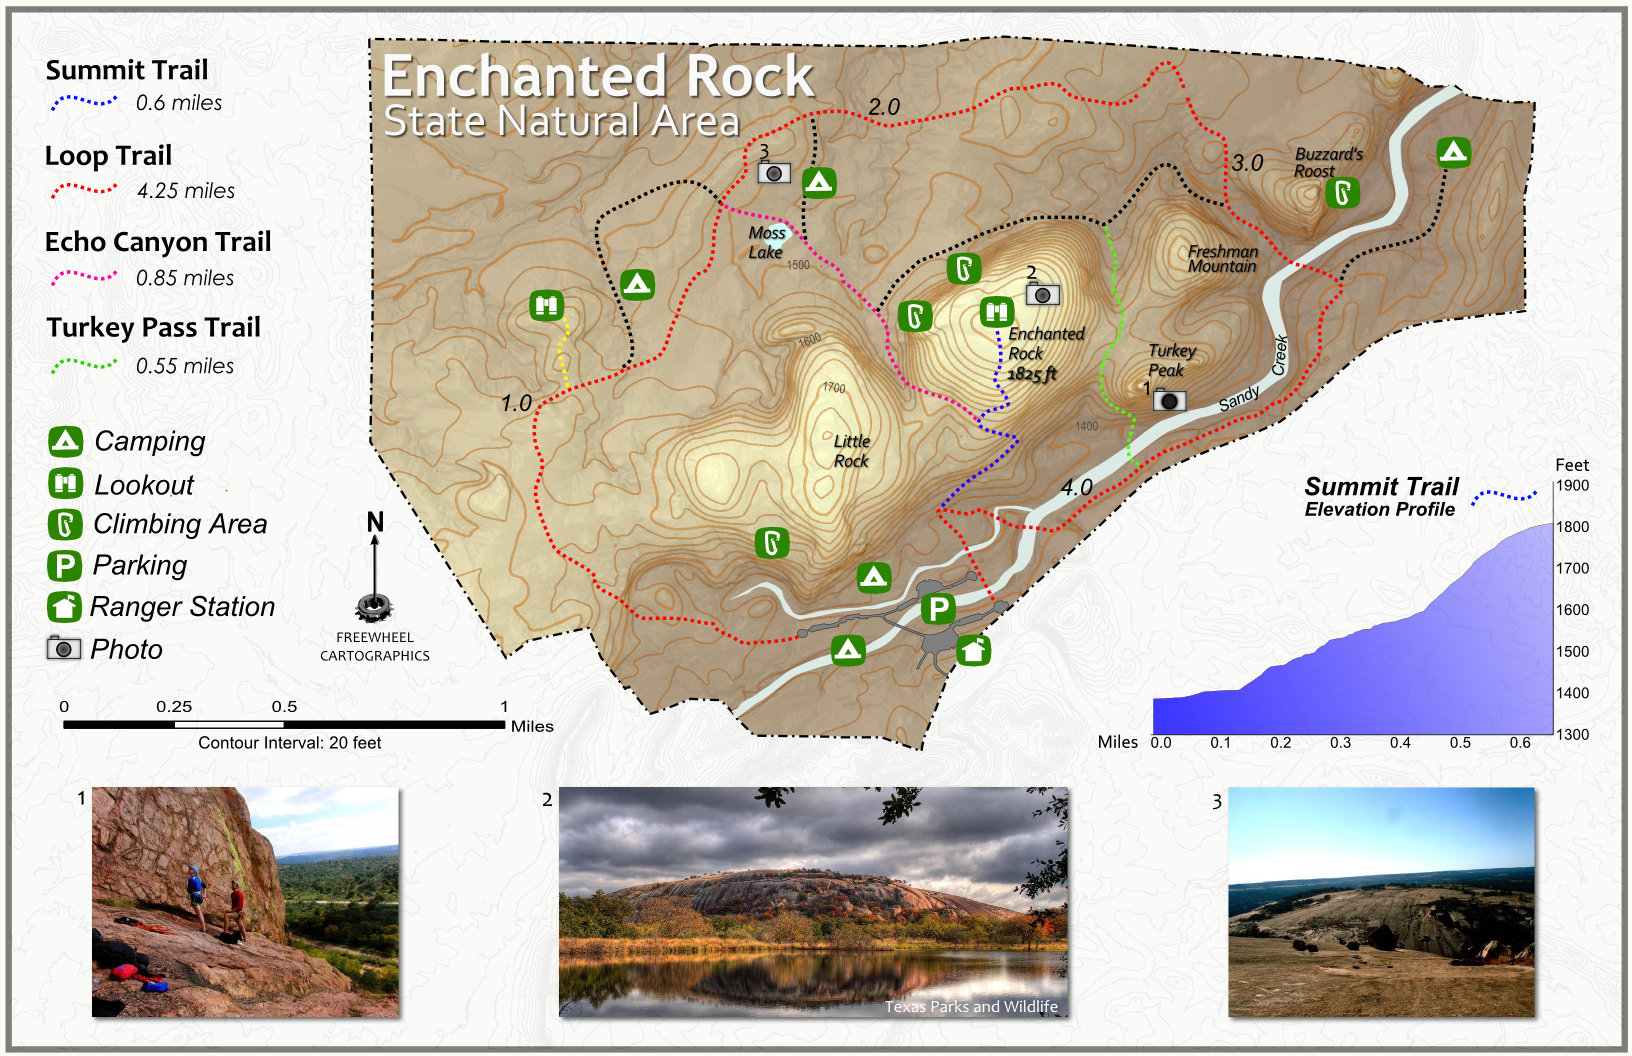 Enchanted Rock
State Natural Area
Summit Trail
0.6 miles
Loop Trail
4.25 miles
Echo Canyon Trail
0.85 miles
Turkey Pass Trail
0.55 miles
Camping
Lookout
Climbing Area
P Parking
Ranger Station
Photo
N
FREEWHEEL
CARTOGRAPHICS
0 0.25 0.5 1
Miles
Contour Interval: 20 feet
2.0
3
3.0
Buzzard's
Roost
Moss
Lake
1500
Freshman
Mountain
2
Enchanted
Rock
1825 ft
1600
1700
Turkey
Peak
1
Sandy Creek
1.0
1400
Little
Rock
4.0
P
Summit Trail
Elevation Profile
Feet
1900
1800
1700
1600
1500
1400
1300
Miles 0.0 0.1 0.2 0.3 0.4 0.5 0.6
1
2
Texas Parks and Wildlife
3